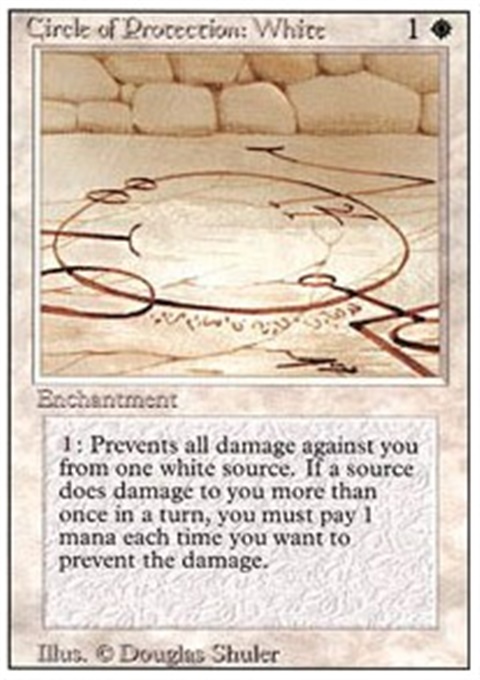 Circle of Protection: White 1
Enchantment
1: Prevents all damage against you
from one white source. If a source
does damage to you more than
once in a turn, you must pay 1
mana each time you want to
prevent the damage.
Illus. © Douglas Shuler